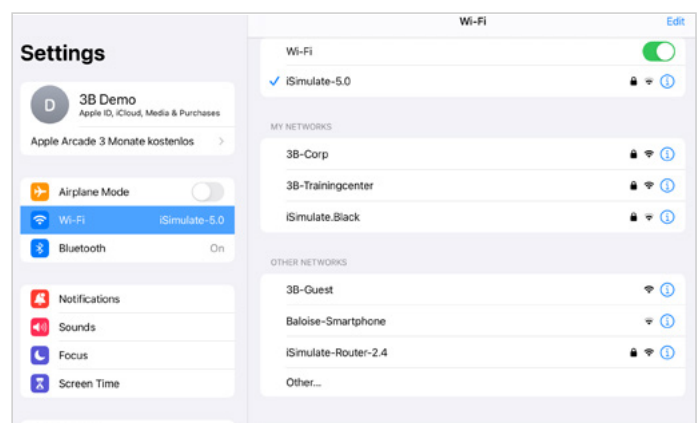 Settings
D
3B Demo
Apple ID, iCloud, Media & Purchases
Apple Arcade 3 Monate kostenlos
Airplane Mode
Wi-Fi iSimulate-5.0
Bluetooth On
Notifications
Sounds
Focus
Screen Time
Wi-Fi Edit
Wi-Fi
iSimulate-5.0
MY NETWORKS
3B-Corp
3B-Trainingcenter
iSimulate.Black
OTHER NETWORKS
3B-Guest
Baloise-Smartphone
iSimulate-Router-2.4
Other...